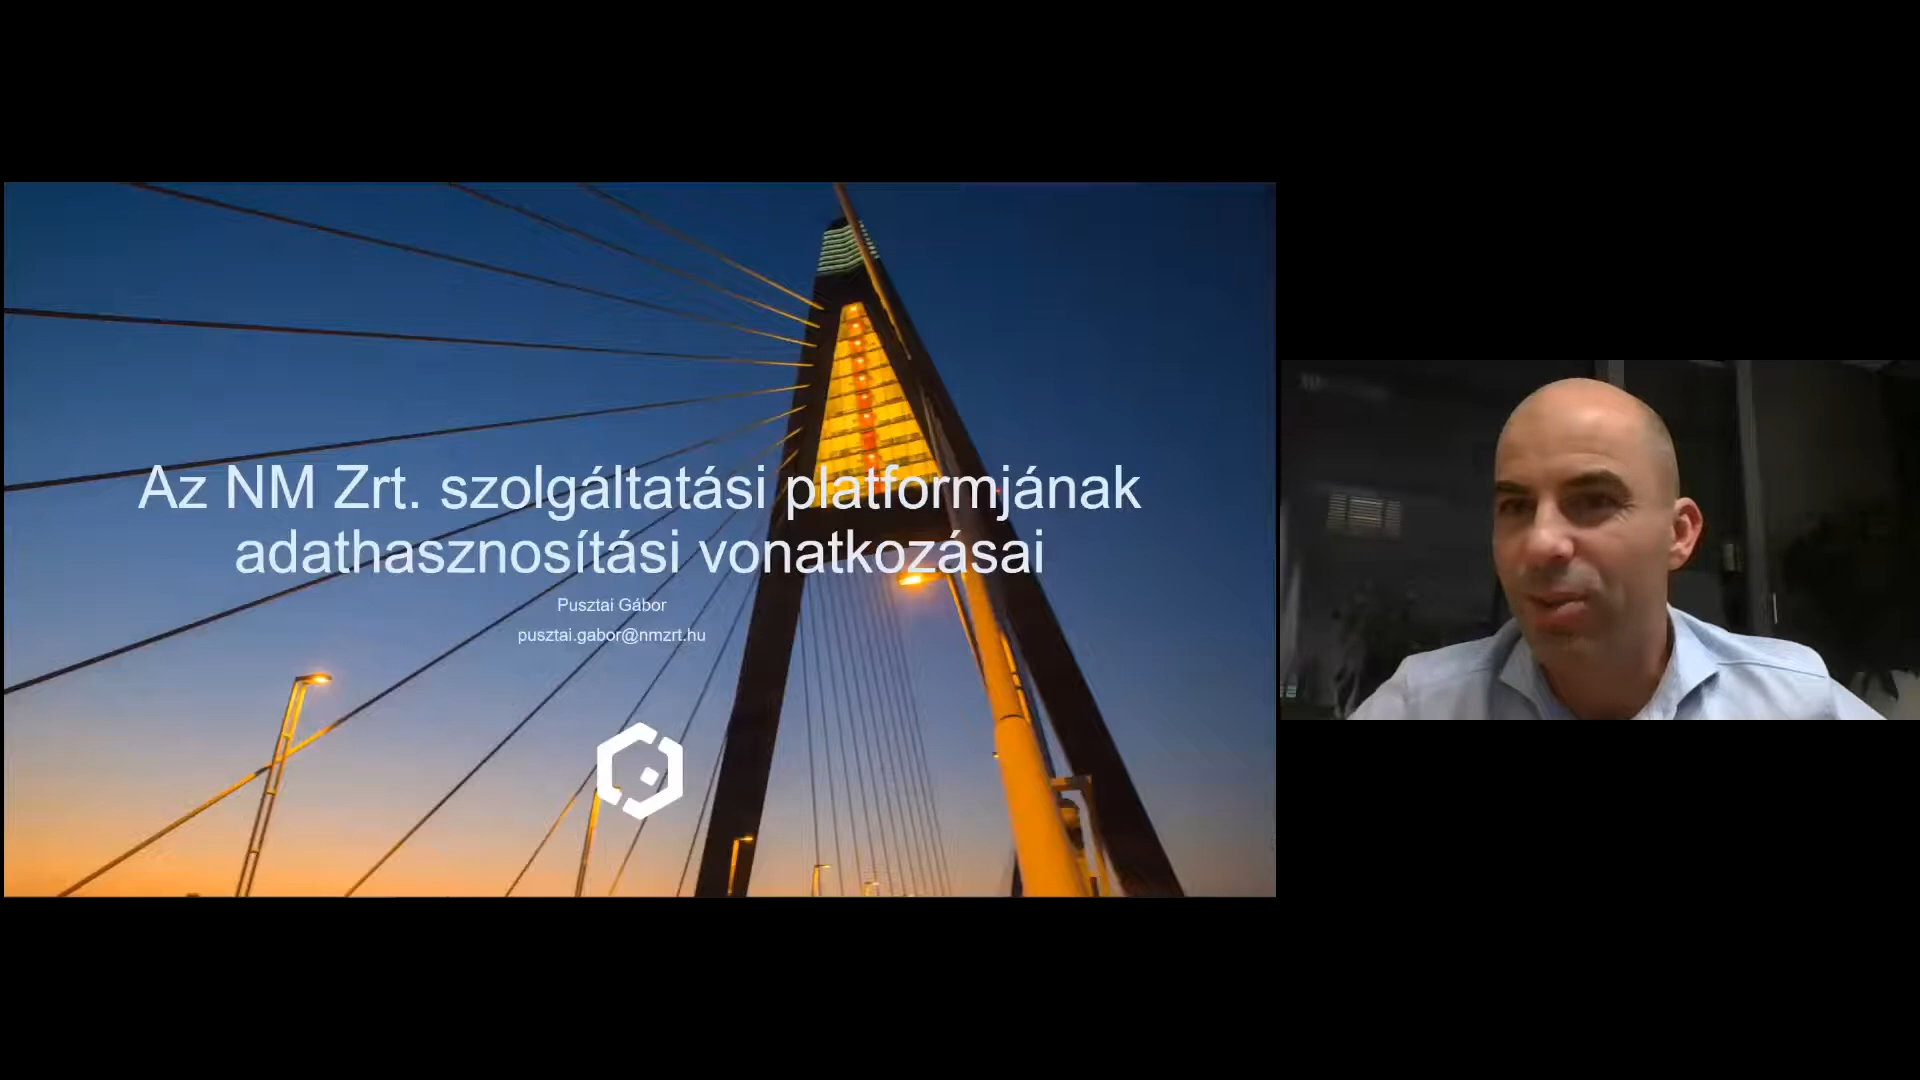 Az NM Zrt. szolgáltatási platformjának
adathasznosítási vonatkozásai
Pusztai Gábor
pusztai.gabor@nmzrt.hu